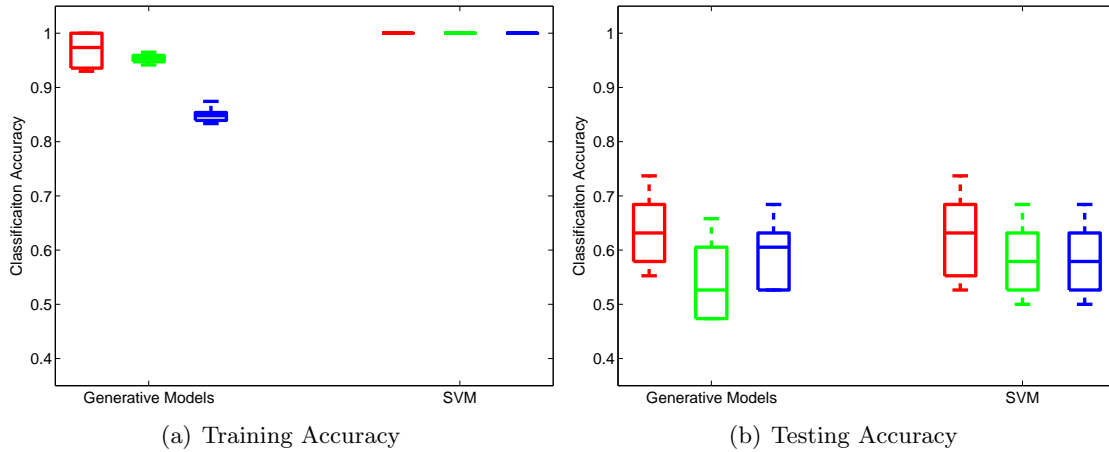 1
0.9
0.8
0.7
0.6
0.5
0.4
Classificaiton Accuracy
Generative Models
SVM
(a) Training Accuracy
1
0.9
0.8
0.7
0.6
0.5
0.4
Classificaiton Accuracy
Generative Models
SVM
(b) Testing Accuracy